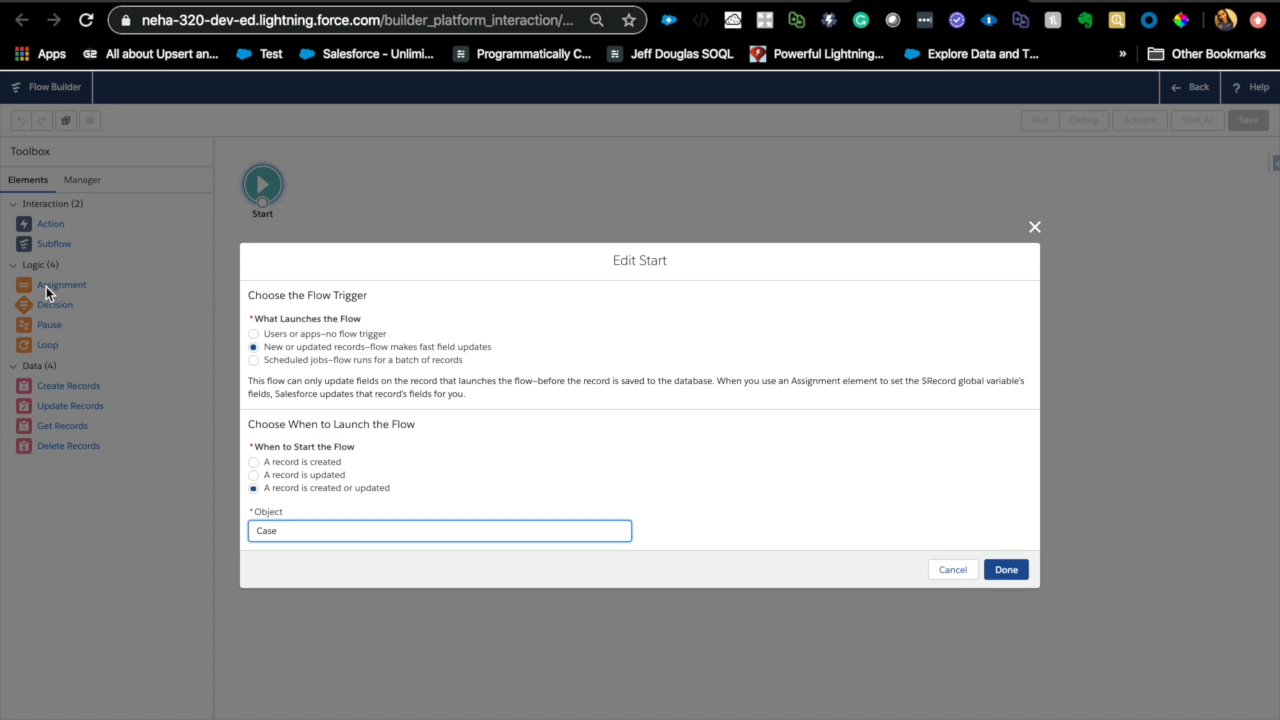 neha-320-dev-ed.lightning.force.com/builder_platform_interaction/...
Apps
All about Upsert an...
Test
Salesforce - Unlimi...
Programmatically C...
Jeff Douglas SOQL
Powerful Lightning...
Explore Data and T...
»
Other Bookmarks
Flow Builder
Back
? Help
Run
Debug
Activate
Save As
Save
Toolbox
Elements
Manager
Interaction (2)
Action
Subflow
Logic (4)
Assignment
Decision
Pause
Loop
Data (4)
Create Records
Update Records
Get Records
Delete Records
Start
Edit Start
Choose the Flow Trigger
*What Launches the Flow
Users or apps—no flow trigger
New or updated records—flow makes fast field updates
Scheduled jobs—flow runs for a batch of records
This flow can only update fields on the record that launches the flow—before the record is saved to the database. When you use an Assignment element to set the $Record global variable's
fields, Salesforce updates that record's fields for you.
Choose When to Launch the Flow
*When to Start the Flow
A record is created
A record is updated
A record is created or updated
*Object
Case
Cancel
Done